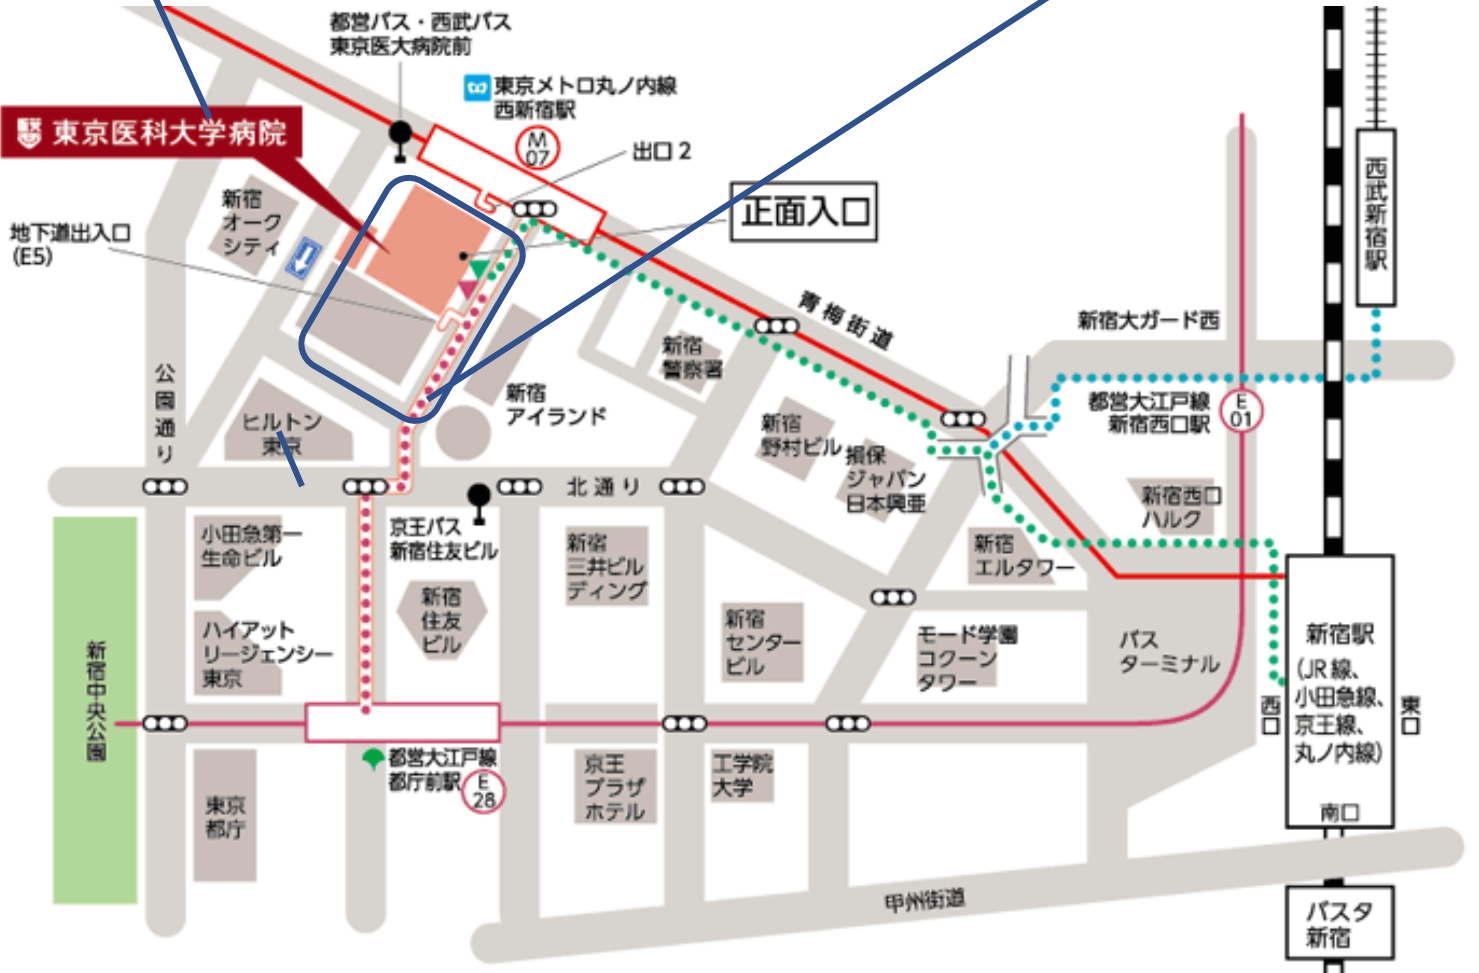 都営バス・西武バス
東京医大病院前
東京メトロ丸ノ内線
西新宿駅
M
07
出口 2
東京医科大学病院
正面入口
新宿
オーク
シティ
地下道出入口
(E5)
西武新宿駅
青梅街道
新宿大ガード西
新宿
警察署
公園通り
新宿
アイランド
ヒルトン
東京
都営大江戸線
新宿西口駅
E
01
新宿
野村ビル
損保
ジャパン
日本興亜
北通り
新宿西口
ハルク
小田急第一
生命ビル
京王バス
新宿住友ビル
新宿
三井ビル
ディング
新宿
エルタワー
新宿
住友
ビル
ハイアット
リージェンシー
東京
新宿
センター
ビル
モード学園
コクーン
タワー
バス
ターミナル
新宿駅
(JR線、
小田急線、
京王線、
丸ノ内線)
西口
東口
南口
新宿中央公園
都営大江戸線
都庁前駅
E
28
京王
プラザ
ホテル
工学院
大学
東京
都庁
甲州街道
バスタ
新宿